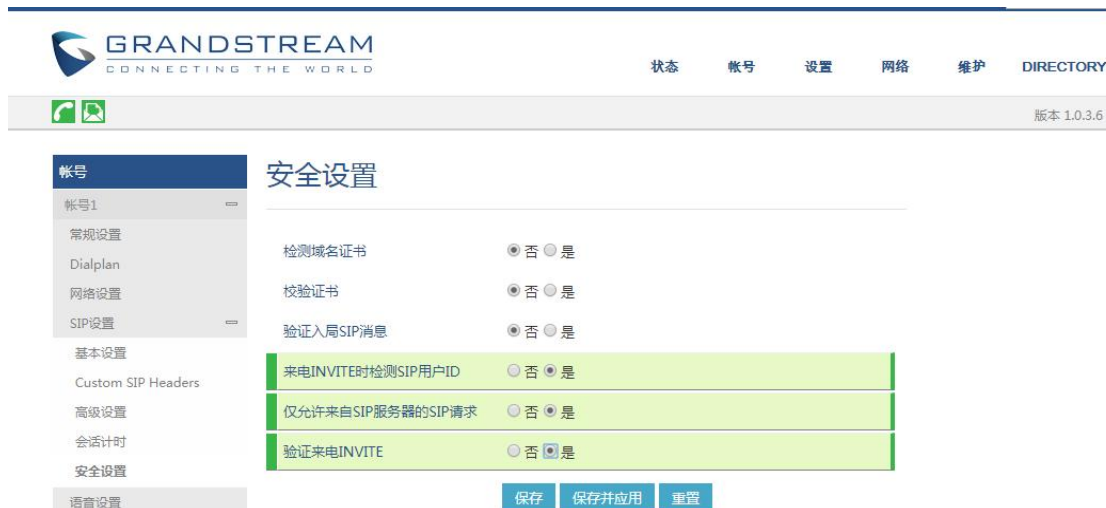 GRANDSTREAM
CONNECTING THE WORLD
状态 帐号 设置 网络 维护 DIRECTORY
版本 1.0.3.6
帐号
帐号1
常规设置
Dialplan
网络设置
SIP设置
基本设置
Custom SIP Headers
高级设置
会话计时
安全设置
语音设置
安全设置
检测域名证书 否 是
校验证书 否 是
验证入局SIP消息 否 是
来电INVITE时检测SIP用户ID 否 是
仅允许来自SIP服务器的SIP请求 否 是
验证来电INVITE 否 是
保存 保存并应用 重置